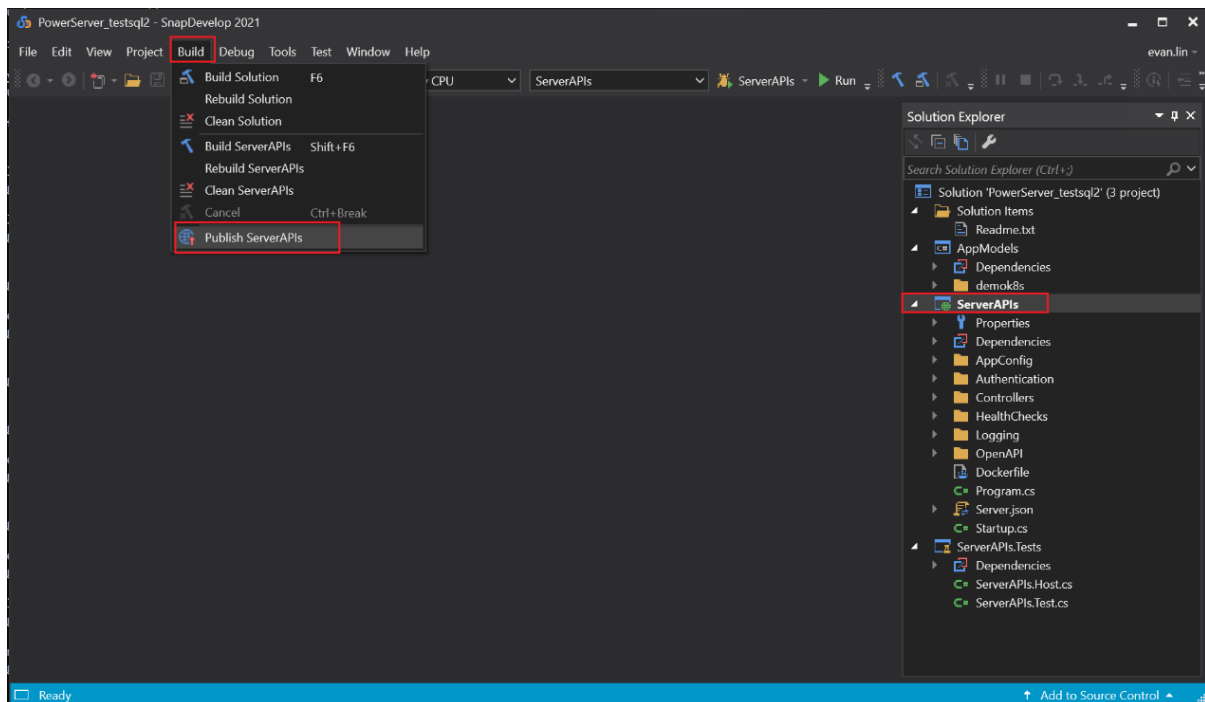 PowerServer_testsql2 - SnapDevelop 2021
File Edit View Project Build Debug Tools Test Window Help evan.lin
CPU ServerAPIs ServerAPIs Run
Build Solution F6
Rebuild Solution
Clean Solution
Build ServerAPIs Shift+F6
Rebuild ServerAPIs
Clean ServerAPIs
Cancel Ctrl+Break
Publish ServerAPIs
Solution Explorer
Search Solution Explorer (Ctrl+;)
Solution 'PowerServer_testsql2' (3 project)
Solution Items
Readme.txt
AppModels
Dependencies
demok8s
ServerAPIs
Properties
Dependencies
AppConfig
Authentication
Controllers
HealthChecks
Logging
OpenAPI
Dockerfile
Program.cs
Server.json
Startup.cs
ServerAPIs.Tests
Dependencies
ServerAPIs.Host.cs
ServerAPIs.Test.cs
Ready Add to Source Control